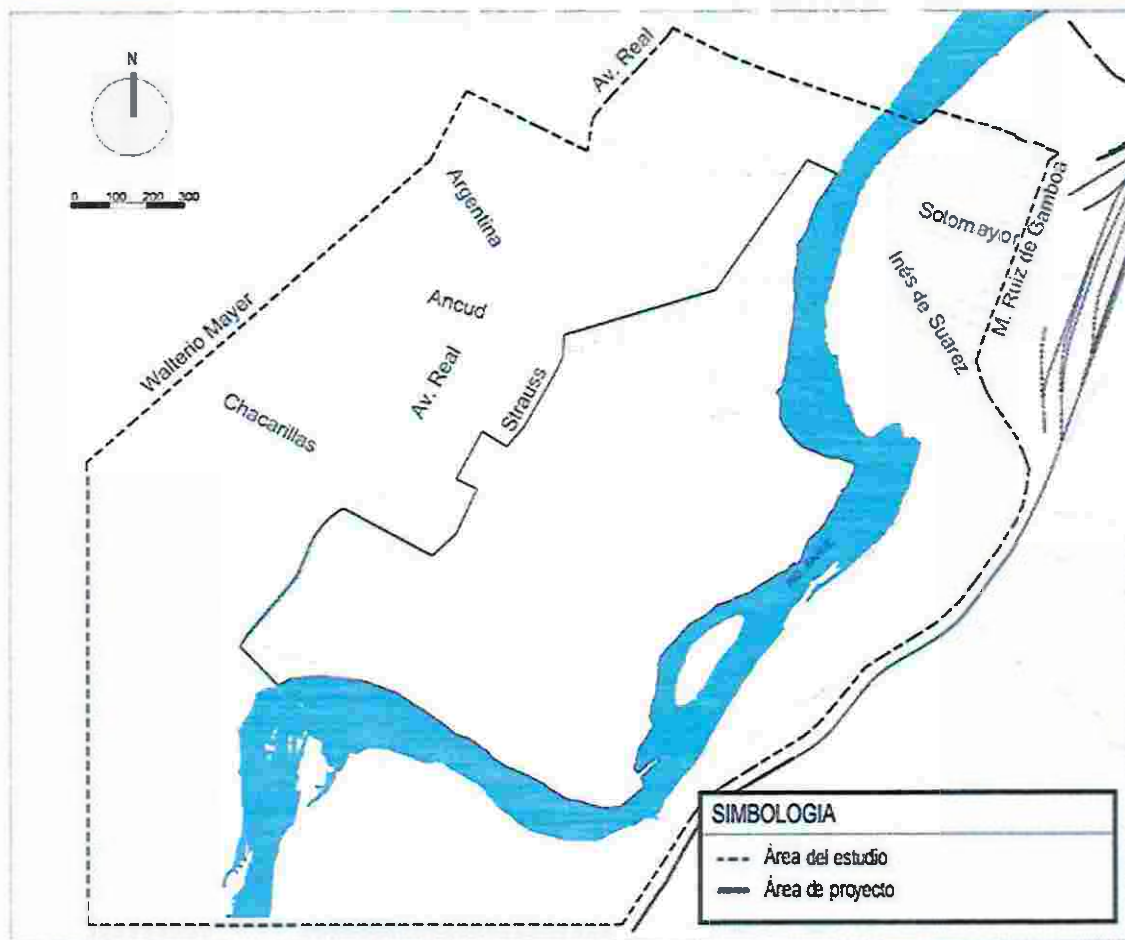 N
0 100 200 300
Av. Real
Argentina
Sotomayor
M. Ruiz de Gamboa
Inés de Suarez
Ancud
Walterio Mayer
Av. Real
Strauss
Chacarillas
SIMBOLOGIA
Área del estudio
Área de proyecto